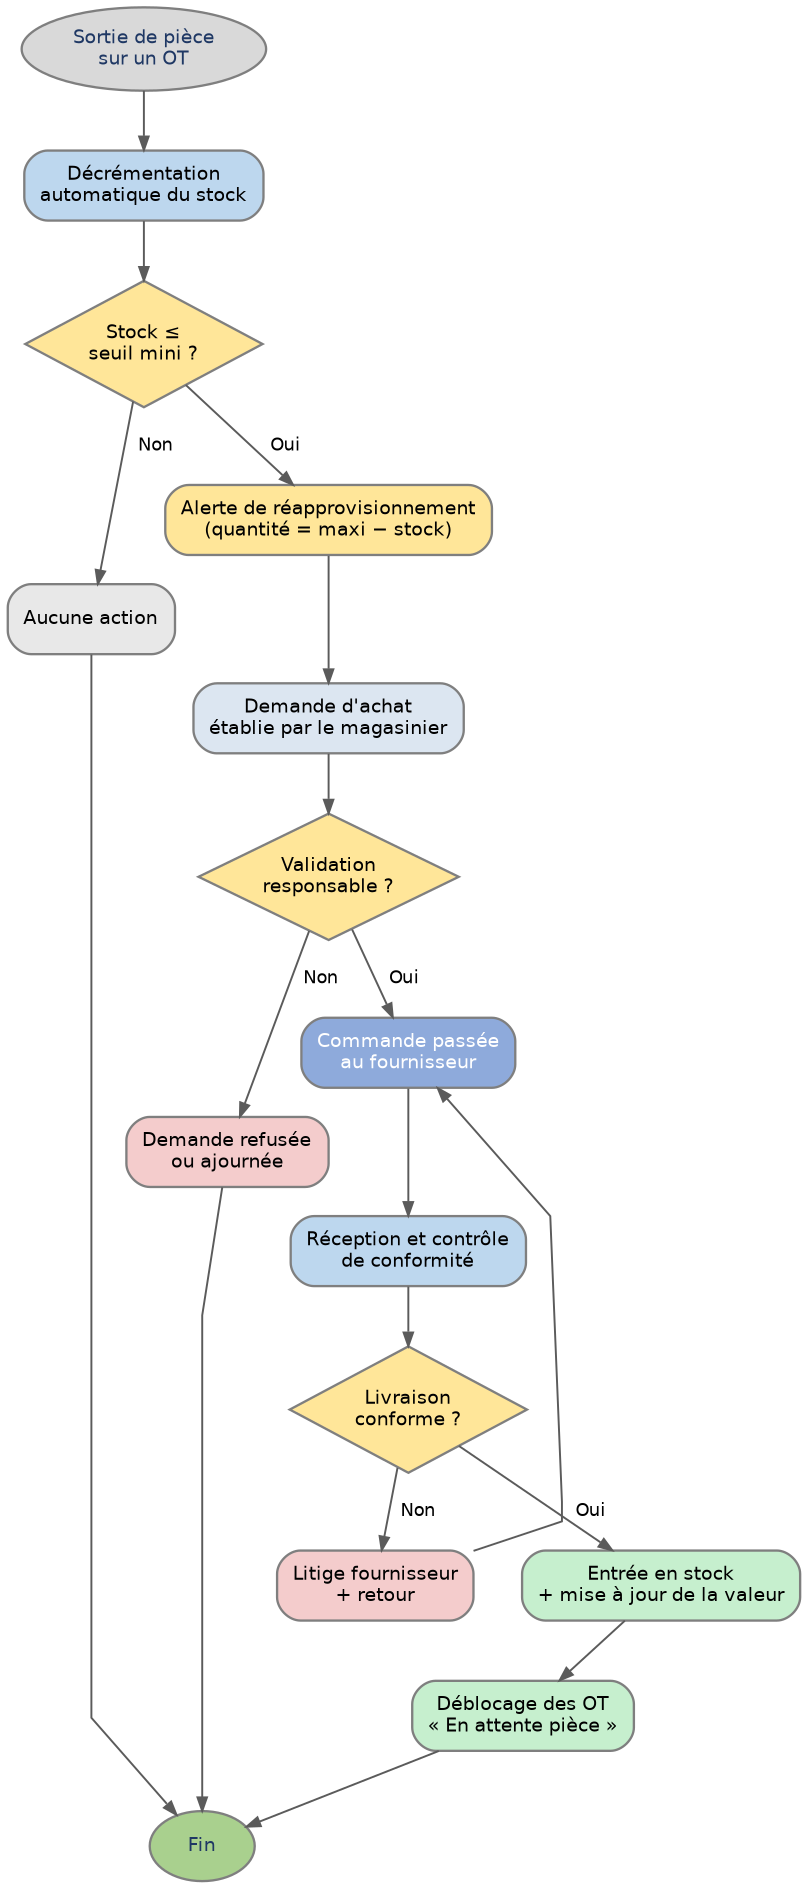 Sortie de pièce
sur un OT
Décrémentation
automatique du stock
Stock ≤
seuil mini ?
Non
Oui
Alerte de réapprovisionnement
(quantité = maxi − stock)
Aucune action
Demande d'achat
établie par le magasinier
Validation
responsable ?
Non
Oui
Commande passée
au fournisseur
Demande refusée
ou ajournée
Réception et contrôle
de conformité
Livraison
conforme ?
Non
Oui
Litige fournisseur
+ retour
Entrée en stock
+ mise à jour de la valeur
Déblocage des OT
« En attente pièce »
Fin